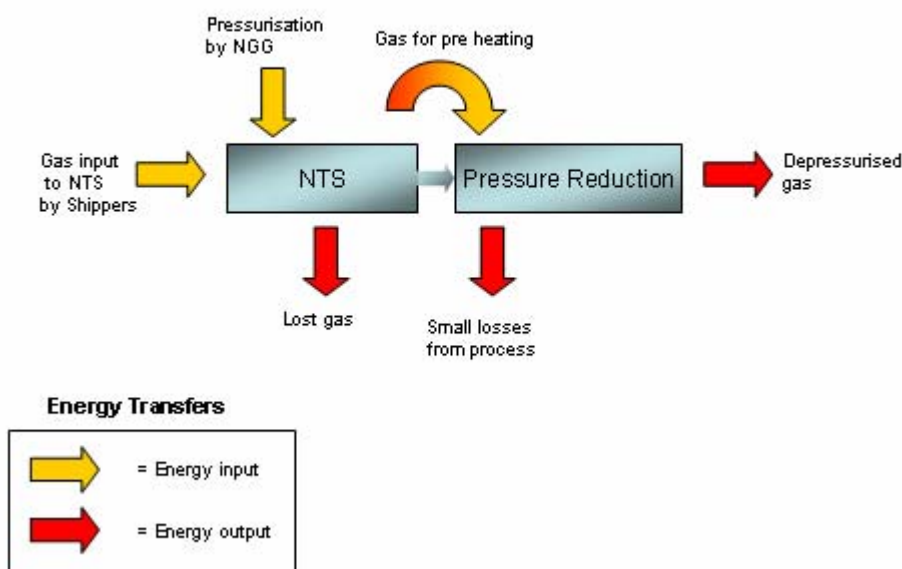 Pressurisation
by NGG
Gas for pre heating
Gas input
to NTS
by Shippers
NTS
Pressure Reduction
Depressurised
gas
Lost gas
Small losses
from process
Energy Transfers
= Energy input
= Energy output